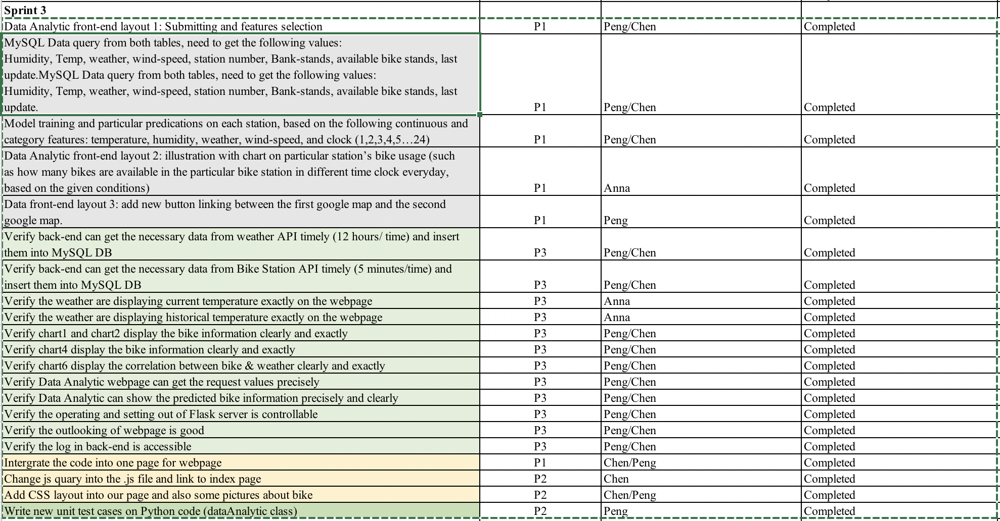 Sprint 3
Data Analytic front-end layout 1: Submitting and features selection P1 Peng/Chen Completed
MySQL Data query from both tables, need to get the following values:
Humidity, Temp, weather, wind-speed, station number, Bank-stands, available bike stands, last
update.MySQL Data query from both tables, need to get the following values:
Humidity, Temp, weather, wind-speed, station number, Bank-stands, available bike stands, last
update. P1 Peng/Chen Completed
Model training and particular predications on each station, based on the following continuous and
category features: temperature, humidity, weather, wind-speed, and clock (1,2,3,4,5…24) P1 Peng/Chen Completed
Data Analytic front-end layout 2: illustration with chart on particular station’s bike usage (such
as how many bikes are available in the particular bike station in different time clock everyday,
based on the given conditions) P1 Anna Completed
Data front-end layout 3: add new button linking between the first google map and the second
google map. P1 Peng Completed
Verify back-end can get the necessary data from weather API timely (12 hours/ time) and insert
them into MySQL DB P3 Peng/Chen Completed
Verify back-end can get the necessary data from Bike Station API timely (5 minutes/time) and
insert them into MySQL DB P3 Peng/Chen Completed
Verify the weather are displaying current temperature exactly on the webpage P3 Anna Completed
Verify the weather are displaying historical temperature exactly on the webpage P3 Anna Completed
Verify chart1 and chart2 display the bike information clearly and exactly P3 Peng/Chen Completed
Verify chart4 display the bike information clearly and exactly P3 Peng/Chen Completed
Verify chart6 display the correlation between bike & weather clearly and exactly P3 Peng/Chen Completed
Verify Data Analytic webpage can get the request values precisely P3 Peng/Chen Completed
Verify Data Analytic can show the predicted bike information precisely and clearly P3 Peng/Chen Completed
Verify the operating and setting out of Flask server is controllable P3 Peng/Chen Completed
Verify the outlooking of webpage is good P3 Peng/Chen Completed
Verify the log in back-end is accessible P3 Peng/Chen Completed
Intergrate the code into one page for webpage P1 Chen/Peng Completed
Change js quary into the .js file and link to index page P2 Chen Completed
Add CSS layout into our page and also some pictures about bike P2 Chen/Peng Completed
Write new unit test cases on Python code (dataAnalytic class) P2 Peng Completed